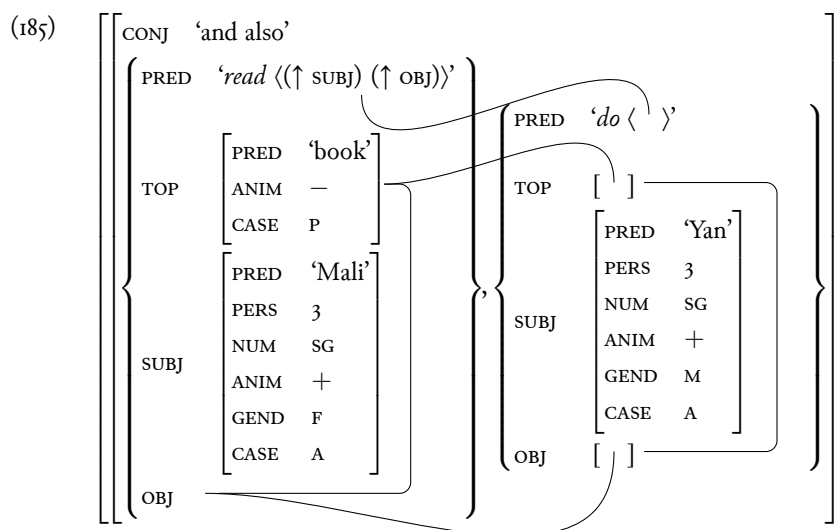 (185)
CONJ ‘and also’
PRED ‘read ⟨(↑ SUBJ) (↑ OBJ)⟩’
TOP
PRED ‘book’
ANIM −
CASE P
SUBJ
PRED ‘Mali’
PERS 3
NUM SG
ANIM +
GEND F
CASE A
OBJ
,
PRED ‘do ⟨ ⟩’
TOP [ ]
SUBJ
PRED ‘Yan’
PERS 3
NUM SG
ANIM +
GEND M
CASE A
OBJ [ ]